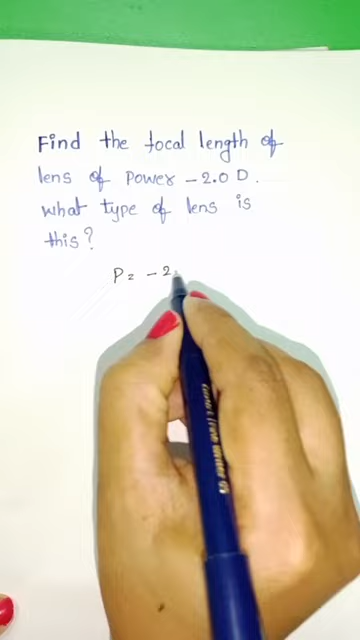 Find the focal length of
lens of Power -2.0 D.
what type of lens is
this?
P = - 2.